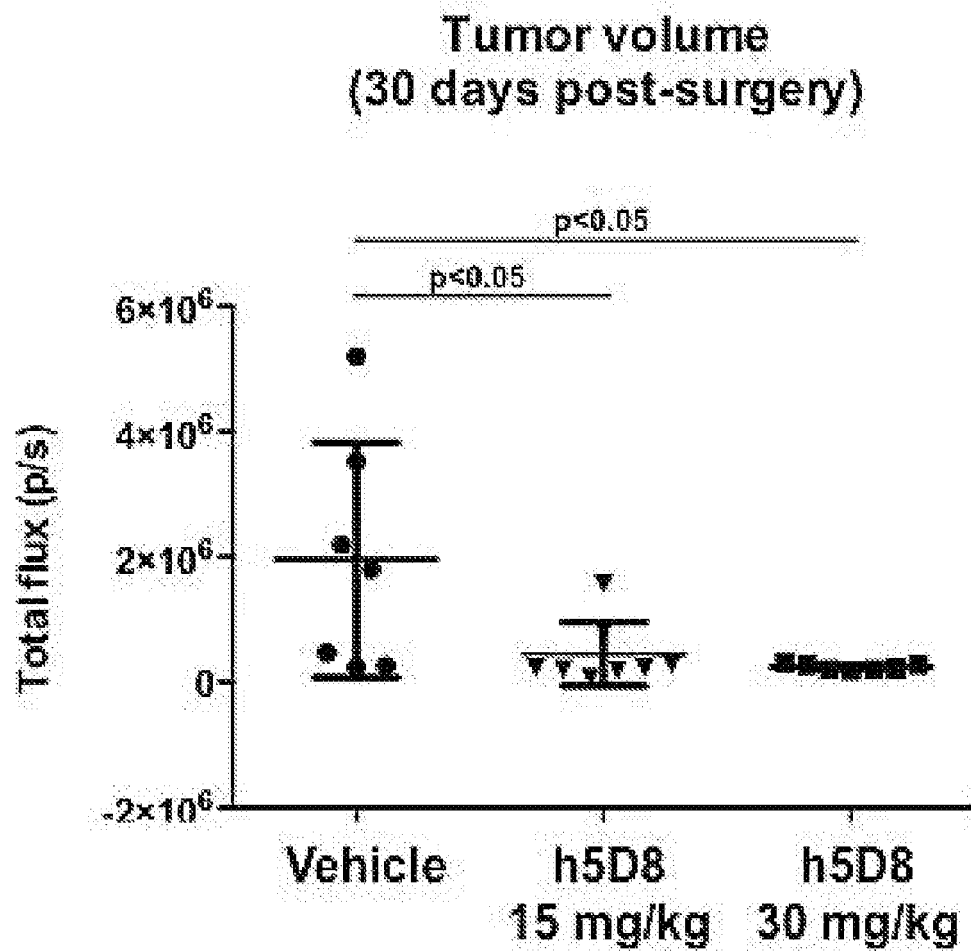 Tumor volume
(30 days post-surgery)
p<0.05
p<0.05
6×10⁶
4×10⁶
2×10⁶
0
-2×10⁶
Total flux (p/s)
Vehicle
h5D8
15 mg/kg
h5D8
30 mg/kg